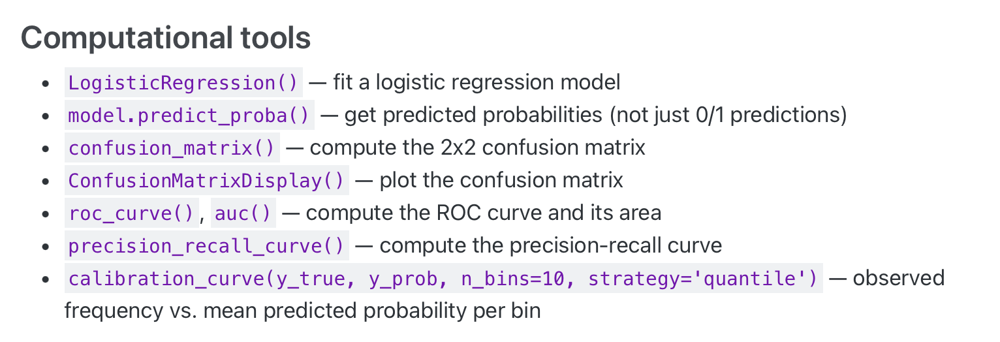 Computational tools
• LogisticRegression() — fit a logistic regression model
• model.predict_proba() — get predicted probabilities (not just 0/1 predictions)
• confusion_matrix() — compute the 2x2 confusion matrix
• ConfusionMatrixDisplay() — plot the confusion matrix
• roc_curve(), auc() — compute the ROC curve and its area
• precision_recall_curve() — compute the precision-recall curve
• calibration_curve(y_true, y_prob, n_bins=10, strategy='quantile') — observed
frequency vs. mean predicted probability per bin